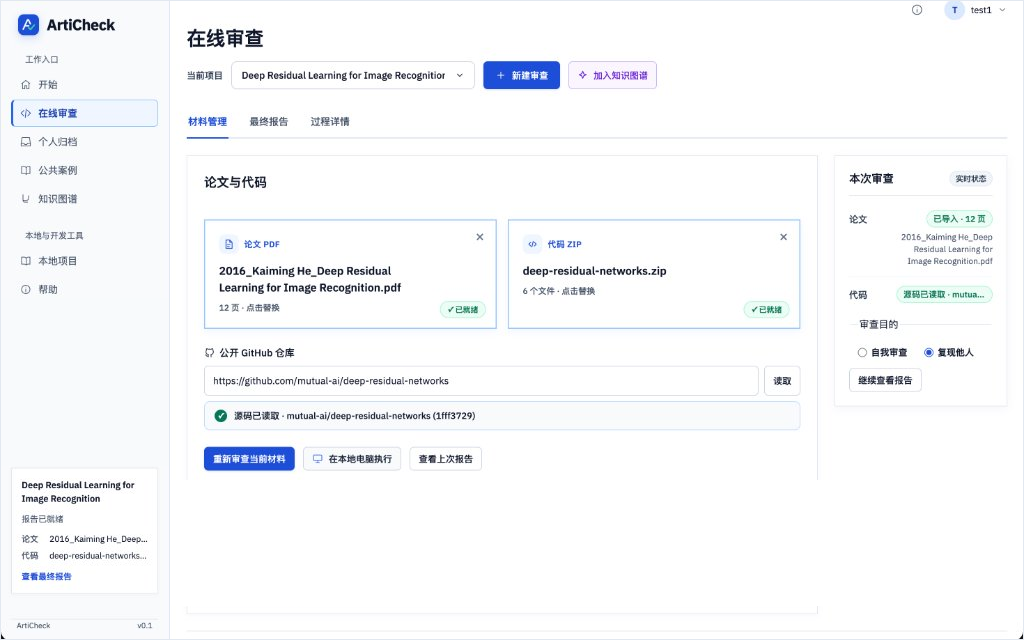 ArtiCheck
工作入口
开始
在线审查
个人归档
公共案例
知识图谱
本地与开发工具
本地项目
帮助
Deep Residual Learning for
Image Recognition
报告已就绪
论文 2016_Kaiming He_Deep...
代码 deep-residual-networks...
查看最终报告
ArtiCheck v0.1
T test1
在线审查
当前项目 Deep Residual Learning for Image Recognition
+ 新建审查
加入知识图谱
材料管理 最终报告 过程详情
论文与代码
论文 PDF
2016_Kaiming He_Deep Residual
Learning for Image Recognition.pdf
12 页 · 点击替换
✓已就绪
代码 ZIP
deep-residual-networks.zip
6 个文件 · 点击替换
✓已就绪
公开 GitHub 仓库
https://github.com/mutual-ai/deep-residual-networks
读取
源码已读取 · mutual-ai/deep-residual-networks (1fff3729)
重新审查当前材料 在本地电脑执行 查看上次报告
本次审查 实时状态
论文 已导入 · 12 页
2016_Kaiming He_Deep
Residual Learning for
Image Recognition.pdf
代码 源码已读取 · mutua...
审查目的
自我审查 复现他人
继续查看报告